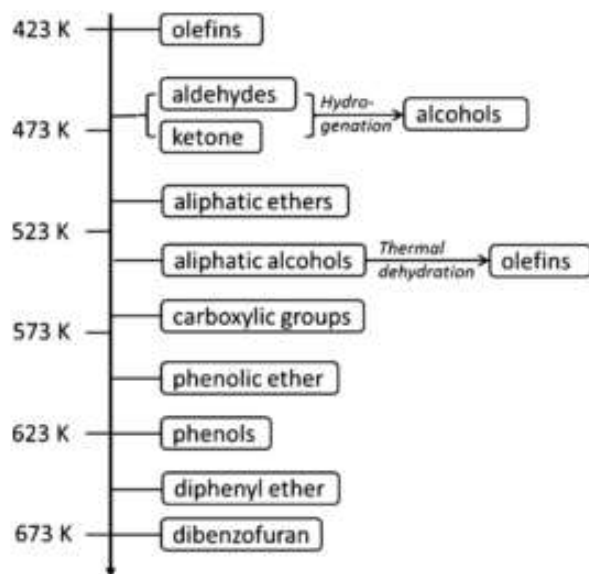 423 K olefins
aldehydes
Hydro-
genation
alcohols
473 K ketone
aliphatic ethers
523 K
aliphatic alcohols
Thermal
dehydration
olefins
carboxylic groups
573 K
phenolic ether
623 K phenols
diphenyl ether
673 K dibenzofuran